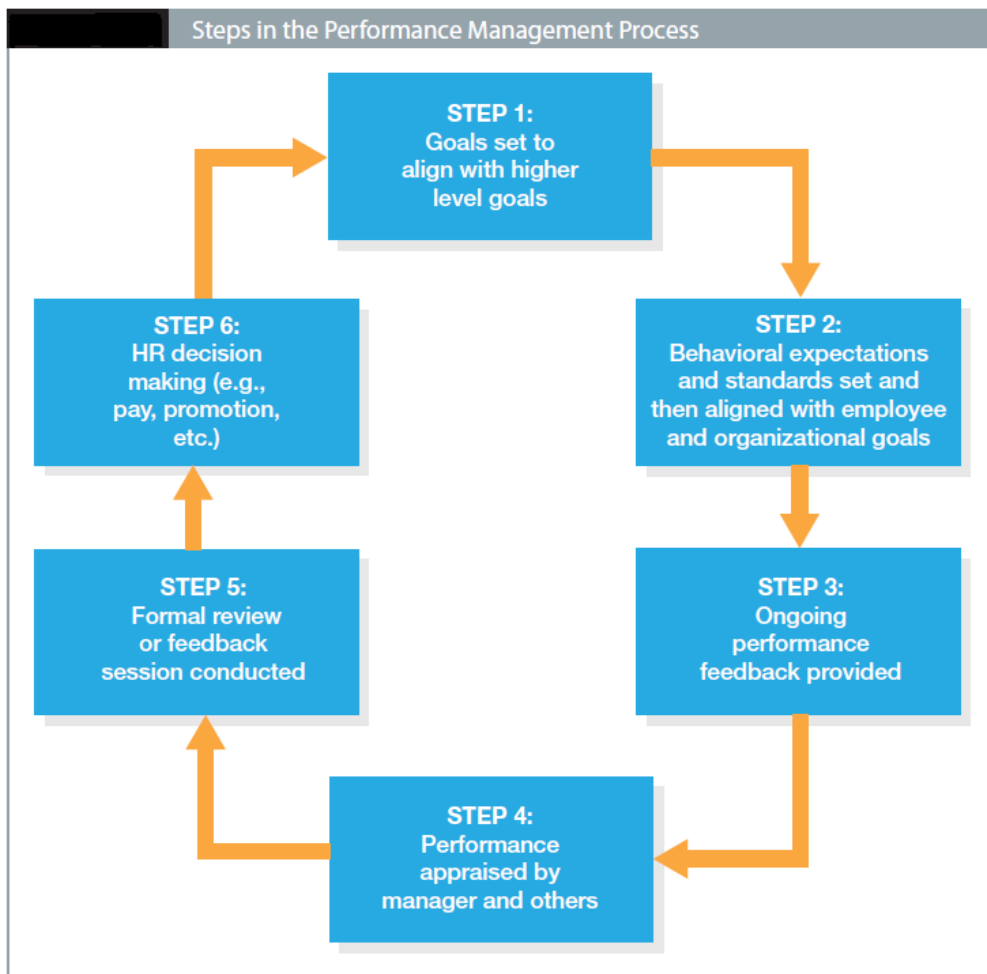 Steps in the Performance Management Process
STEP 1:
Goals set to
align with higher
level goals
STEP 2:
Behavioral expectations
and standards set and
then aligned with employee
and organizational goals
STEP 3:
Ongoing
performance
feedback provided
STEP 4:
Performance
appraised by
manager and others
STEP 5:
Formal review
or feedback
session conducted
STEP 6:
HR decision
making (e.g.,
pay, promotion,
etc.)